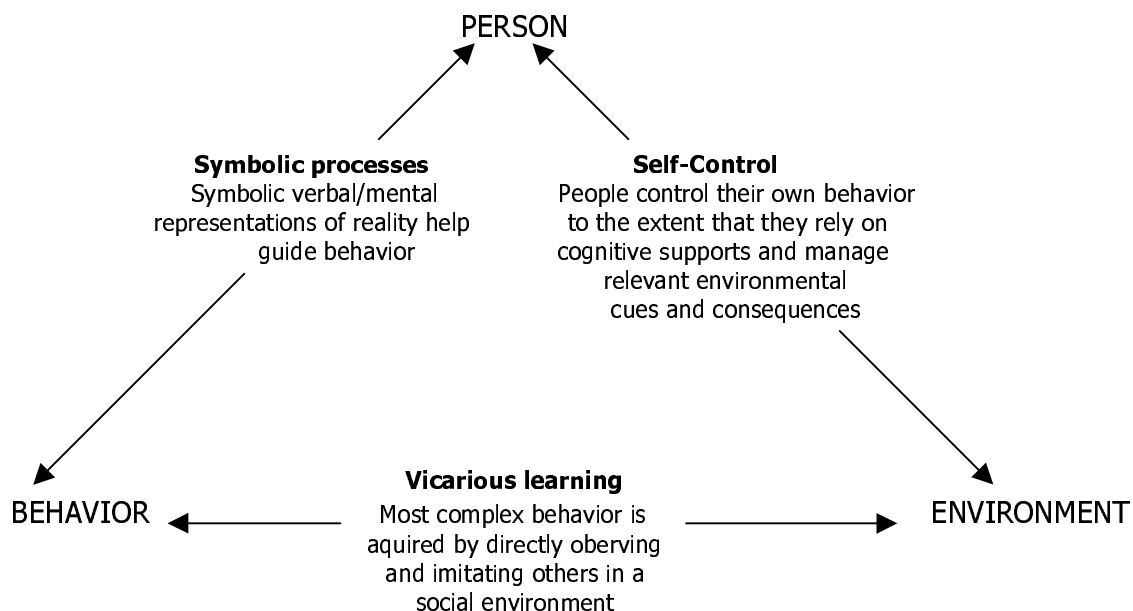 PERSON
Symbolic processes
Symbolic verbal/mental
representations of reality help
guide behavior
Self-Control
People control their own behavior
to the extent that they rely on
cognitive supports and manage
relevant environmental
cues and consequences
BEHAVIOR
Vicarious learning
Most complex behavior is
aquired by directly oberving
and imitating others in a
social environment
ENVIRONMENT